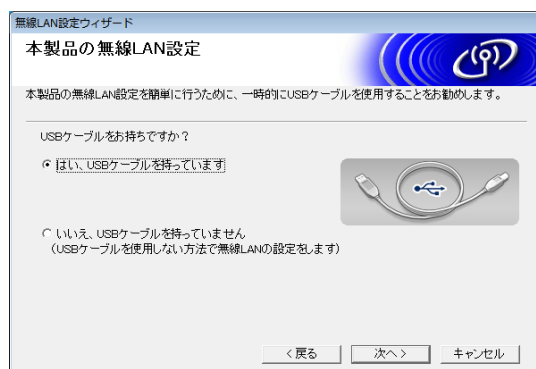 無線LAN設定ウィザード
本製品の無線LAN設定
本製品の無線LAN設定を簡単に行うために、一時的にUSBケーブルを使用することをお勧めします。
USBケーブルをお持ちですか？
はい、USBケーブルを持っています
いいえ、USBケーブルを持っていません
（USBケーブルを使用しない方法で無線LANの設定をします）
＜戻る
次へ＞
キャンセル